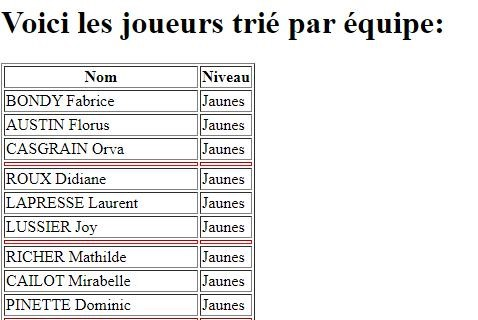 Voici les joueurs trié par équipe:
Nom Niveau
BONDY Fabrice Jaunes
AUSTIN Florus Jaunes
CASGRAIN Orva Jaunes
ROUX Didiane Jaunes
LAPRESSE Laurent Jaunes
LUSSIER Joy Jaunes
RICHER Mathilde Jaunes
CAILOT Mirabelle Jaunes
PINETTE Dominic Jaunes